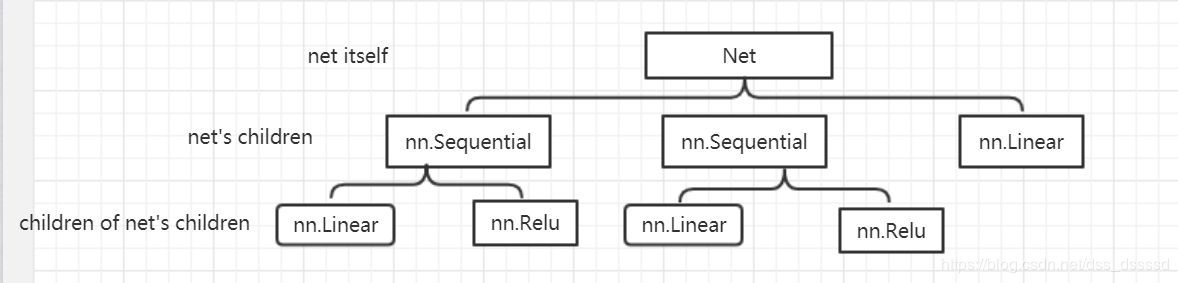 net itself
Net
net's children
nn.Sequential
nn.Sequential
nn.Linear
children of net's children
nn.Linear
nn.Relu
nn.Linear
nn.Relu
https://blog.csdn.net/dss_dssssd